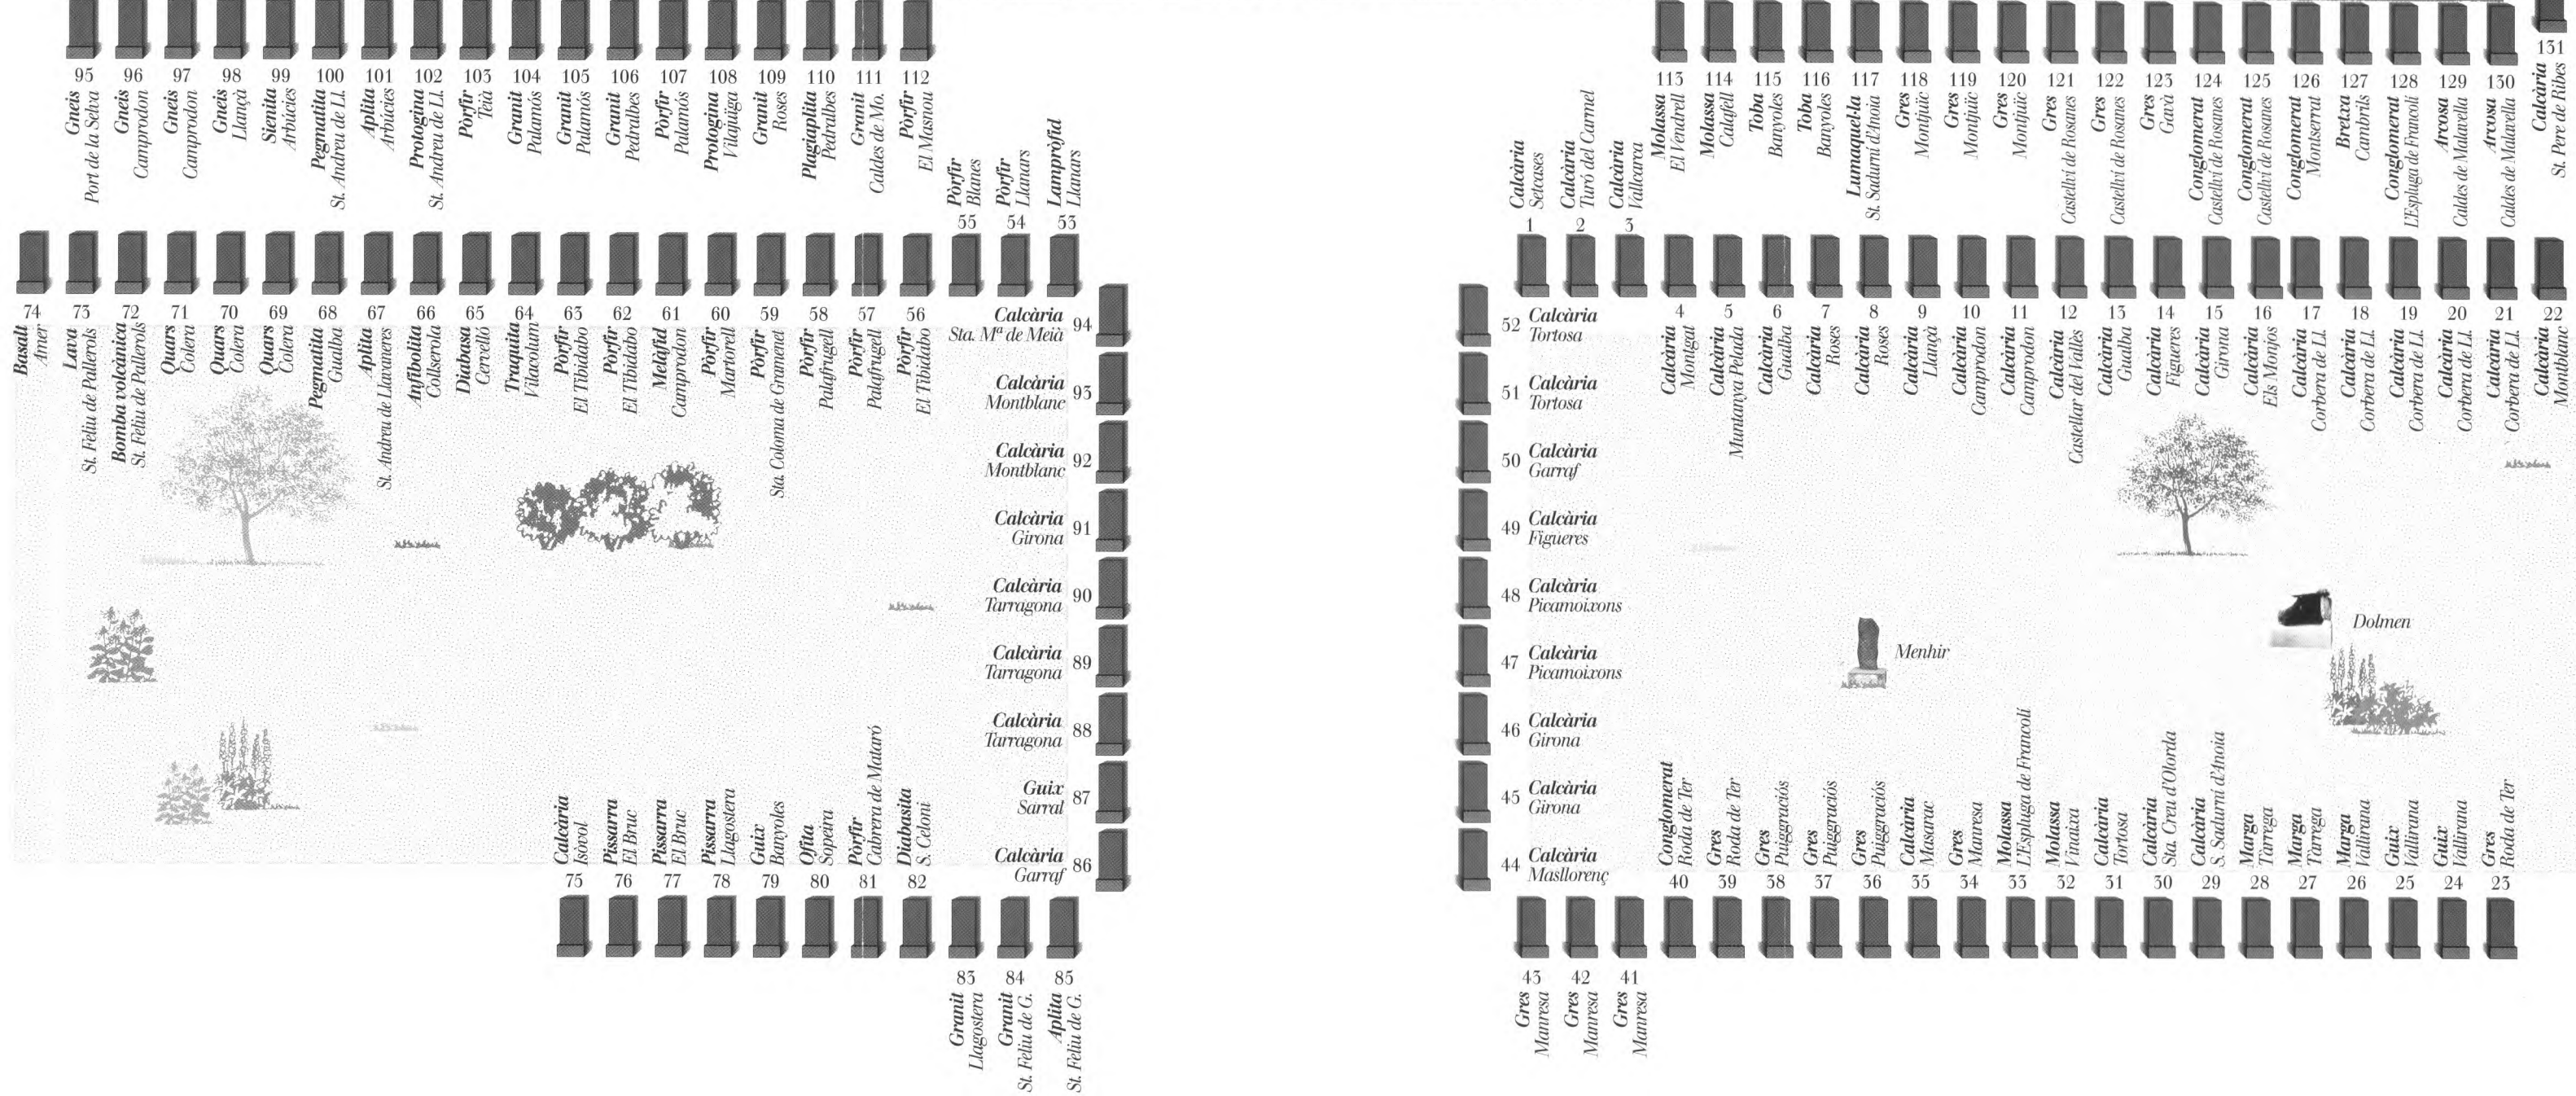 95 Gneis Port de la Selva
96 Gneis Camprodon
97 Gneis Camprodon
98 Gneis Llançà
99 Sienita Arbúcies
100 Pegmatita St. Andreu de Ll.
101 Aplita Arbúcies
102 Protogina St. Andreu de Ll.
103 Pòrfir Teià
104 Granit Palamós
105 Granit Palamós
106 Granit Pedralbes
107 Pòrfir Palamós
108 Protogina Vilajuïga
109 Granit Roses
110 Plagiaplita Pedralbes
111 Granit Caldes de Mo.
112 Pòrfir El Masnou
113 Molassa El Vendrell
114 Molassa Calafell
115 Toba Banyoles
116 Toba Banyoles
117 Lumaquel·la St. Sadurní d'Anoia
118 Gres Montjuïc
119 Gres Montjuïc
120 Gres Montjuïc
121 Gres Castellví de Rosanes
122 Gres Castellví de Rosanes
123 Gres Gavà
124 Conglomerat Castellví de Rosanes
125 Conglomerat Castellví de Rosanes
126 Conglomerat Montserrat
127 Bretxa Cambrils
128 Conglomerat L'Espluga de Francolí
129 Arcosa Caldes de Malavella
130 Arcosa Caldes de Malavella
131 Calcària St. Pere de Ribes
74 Basalt Amer
73 Lava St. Feliu de Pallerols
72 Bomba volcànica St. Feliu de Pallerols
71 Quars Colera
70 Quars Colera
69 Quars Colera
68 Pegmatita Gualba
67 Aplita St. Andreu de Llavaneres
66 Anfibolita Collserola
65 Diabasa Cervelló
64 Traquita Vilacolum
63 Pòrfir El Tibidabo
62 Pòrfir El Tibidabo
61 Melàfid Camprodon
60 Pòrfir Martorell
59 Pòrfir Sta. Coloma de Gramenet
58 Pòrfir Palafrugell
57 Pòrfir Palafrugell
56 Pòrfir El Tibidabo
55 Pòrfir Blanes
54 Pòrfir Llanars
53 Lampròfid Llanars
Calcària 94
Sta. Mª de Meià
Calcària 93
Montblanc
Calcària 92
Montblanc
Calcària 91
Girona
Calcària 90
Tarragona
Calcària 89
Tarragona
Calcària 88
Tarragona
Guix 87
Sarral
Calcària 86
Garraf
75 Calcària Isòvol
76 Pissarra El Bruc
77 Pissarra El Bruc
78 Pissarra Llagostera
79 Guix Banyoles
80 Ofita Sopeira
81 Pòrfir Cabrera de Mataró
82 Diabasita S. Celoni
83 Granit Llagostera
84 Granit St. Feliu de G.
85 Aplita St. Feliu de G.
1 Calcària Setcases
2 Calcària Turó del Carmel
3 Calcària Vallcarca
4 Calcària Montgat
5 Calcària Muntanya Pelada
6 Calcària Gualba
7 Calcària Roses
8 Calcària Roses
9 Calcària Llançà
10 Calcària Camprodon
11 Calcària Camprodon
12 Calcària Castellar del Vallès
13 Calcària Gualba
14 Calcària Figueres
15 Calcària Girona
16 Calcària Els Monjos
17 Calcària Corbera de Ll.
18 Calcària Corbera de Ll.
19 Calcària Corbera de Ll.
20 Calcària Corbera de Ll.
21 Calcària Corbera de Ll.
22 Calcària Montblanc
52 Calcària
Tortosa
51 Calcària
Tortosa
50 Calcària
Garraf
49 Calcària
Figueres
48 Calcària
Picamoixons
47 Calcària
Picamoixons
46 Calcària
Girona
45 Calcària
Girona
44 Calcària
Masllorenç
Menhir
Dolmen
43 Gres Manresa
42 Gres Manresa
41 Gres Manresa
40 Conglomerat Roda de Ter
39 Gres Roda de Ter
38 Gres Puiggraciós
37 Gres Puiggraciós
36 Gres Puiggraciós
35 Calcària Masarac
34 Gres Manresa
33 Molassa L'Espluga de Francolí
32 Molassa Vinaixa
31 Calcària Tortosa
30 Calcària Sta. Creu d'Olorda
29 Calcària S. Sadurní d'Anoia
28 Marga Tàrrega
27 Marga Tàrrega
26 Marga Vallirana
25 Guix Vallirana
24 Guix Vallirana
23 Gres Roda de Ter